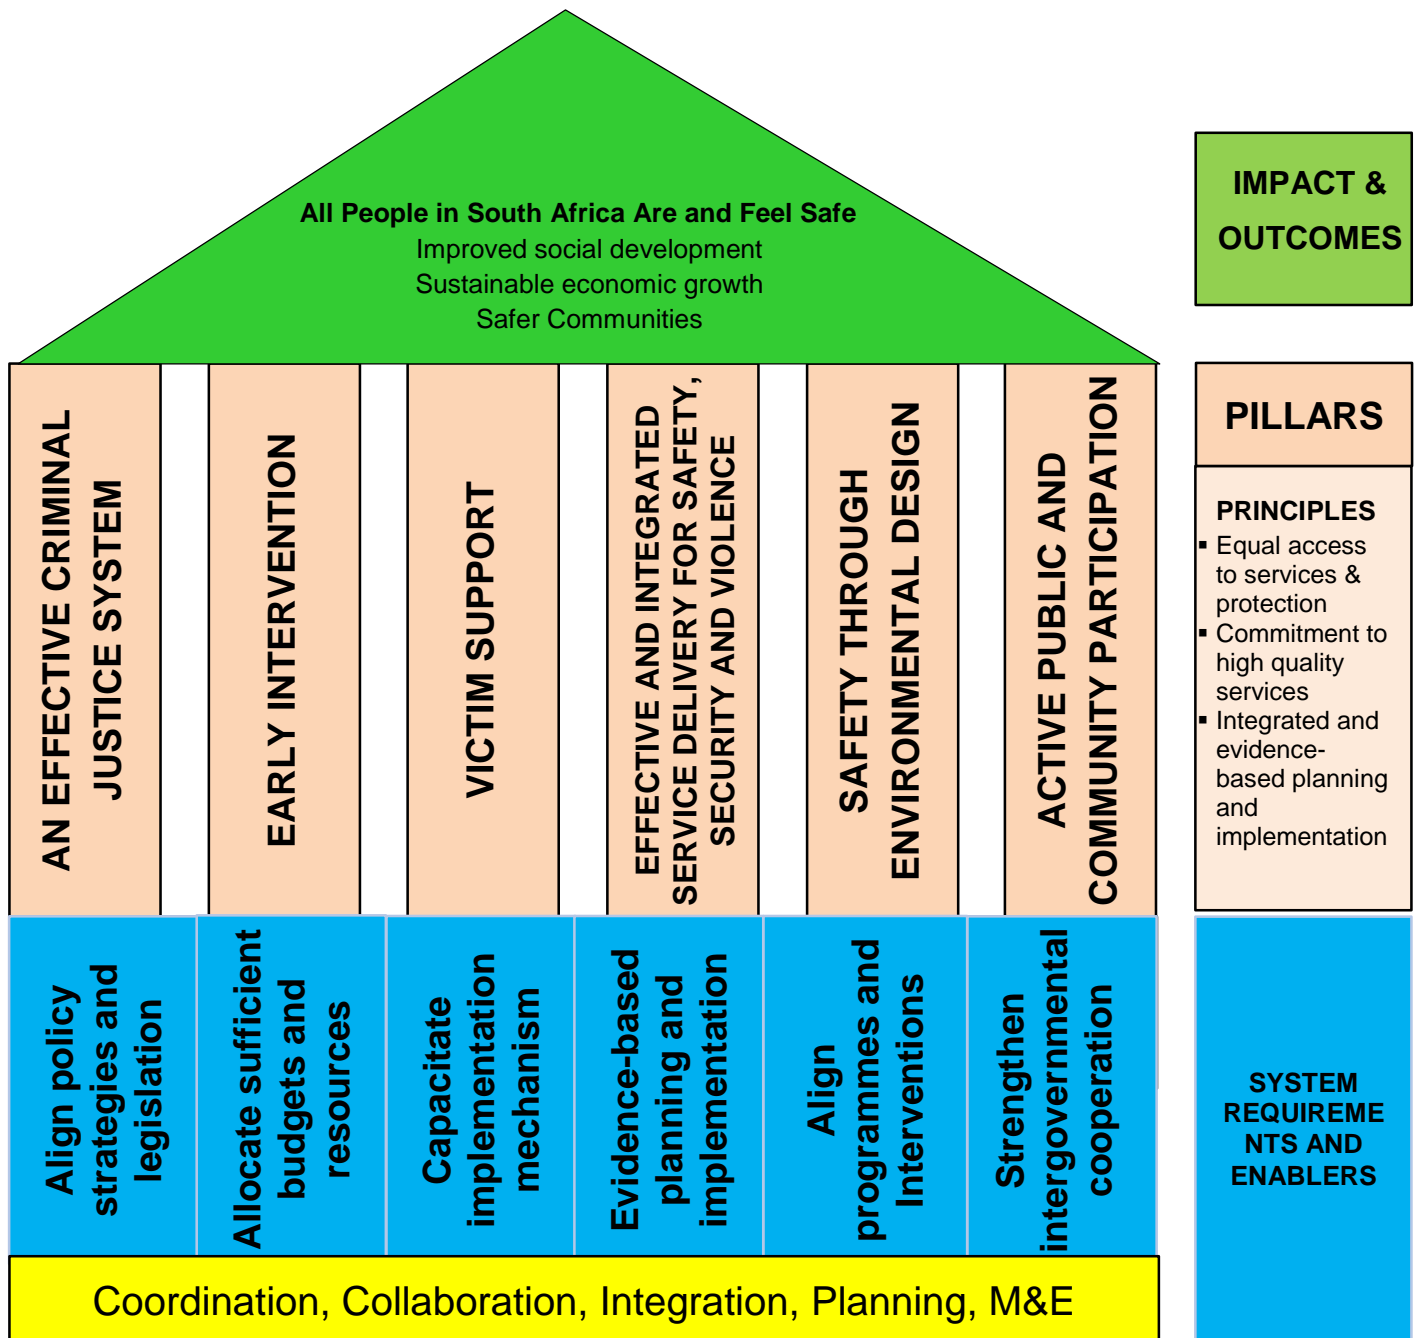 All People in South Africa Are and Feel Safe
Improved social development
Sustainable economic growth
Safer Communities
IMPACT &
OUTCOMES
AN EFFECTIVE CRIMINAL
JUSTICE SYSTEM
EARLY INTERVENTION
VICTIM SUPPORT
EFFECTIVE AND INTEGRATED
SERVICE DELIVERY FOR SAFETY,
SECURITY AND VIOLENCE
SAFETY THROUGH
ENVIRONMENTAL DESIGN
ACTIVE PUBLIC AND
COMMUNITY PARTICIPATION
PILLARS
PRINCIPLES
▪ Equal access
to services &
protection
▪ Commitment to
high quality
services
▪ Integrated and
evidence-
based planning
and
implementation
Align policy
strategies and
legislation
Allocate sufficient
budgets and
resources
Capacitate
implementation
mechanism
Evidence-based
planning and
implementation
Align
programmes and
Interventions
Strengthen
intergovernmental
cooperation
SYSTEM
REQUIREME
NTS AND
ENABLERS
Coordination, Collaboration, Integration, Planning, M&E